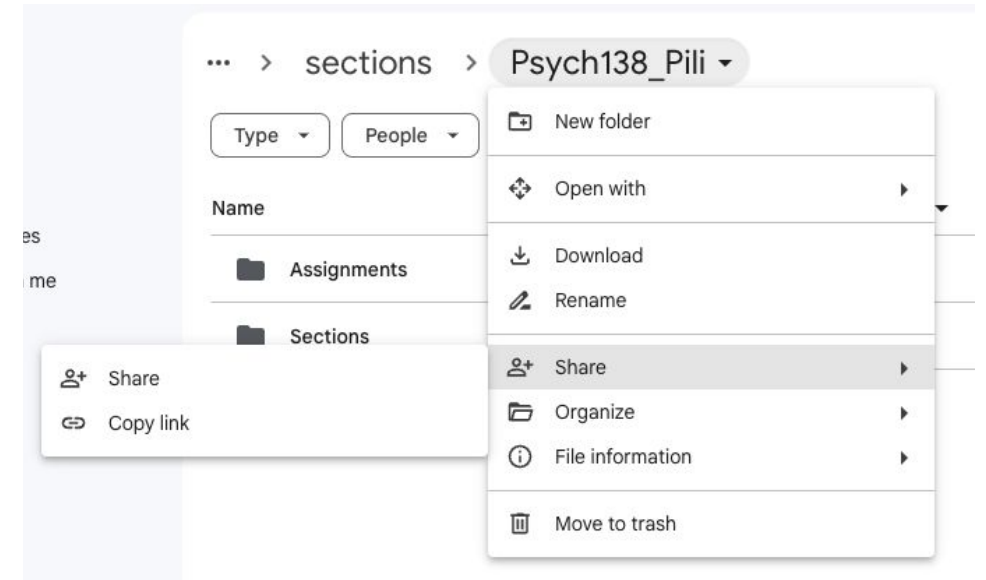 ... > sections > Psych138_Pili
Type People
New folder
Open with
Name
es
Assignments
Download
me
Rename
Sections
Share
Share
Organize
Copy link
File information
Move to trash